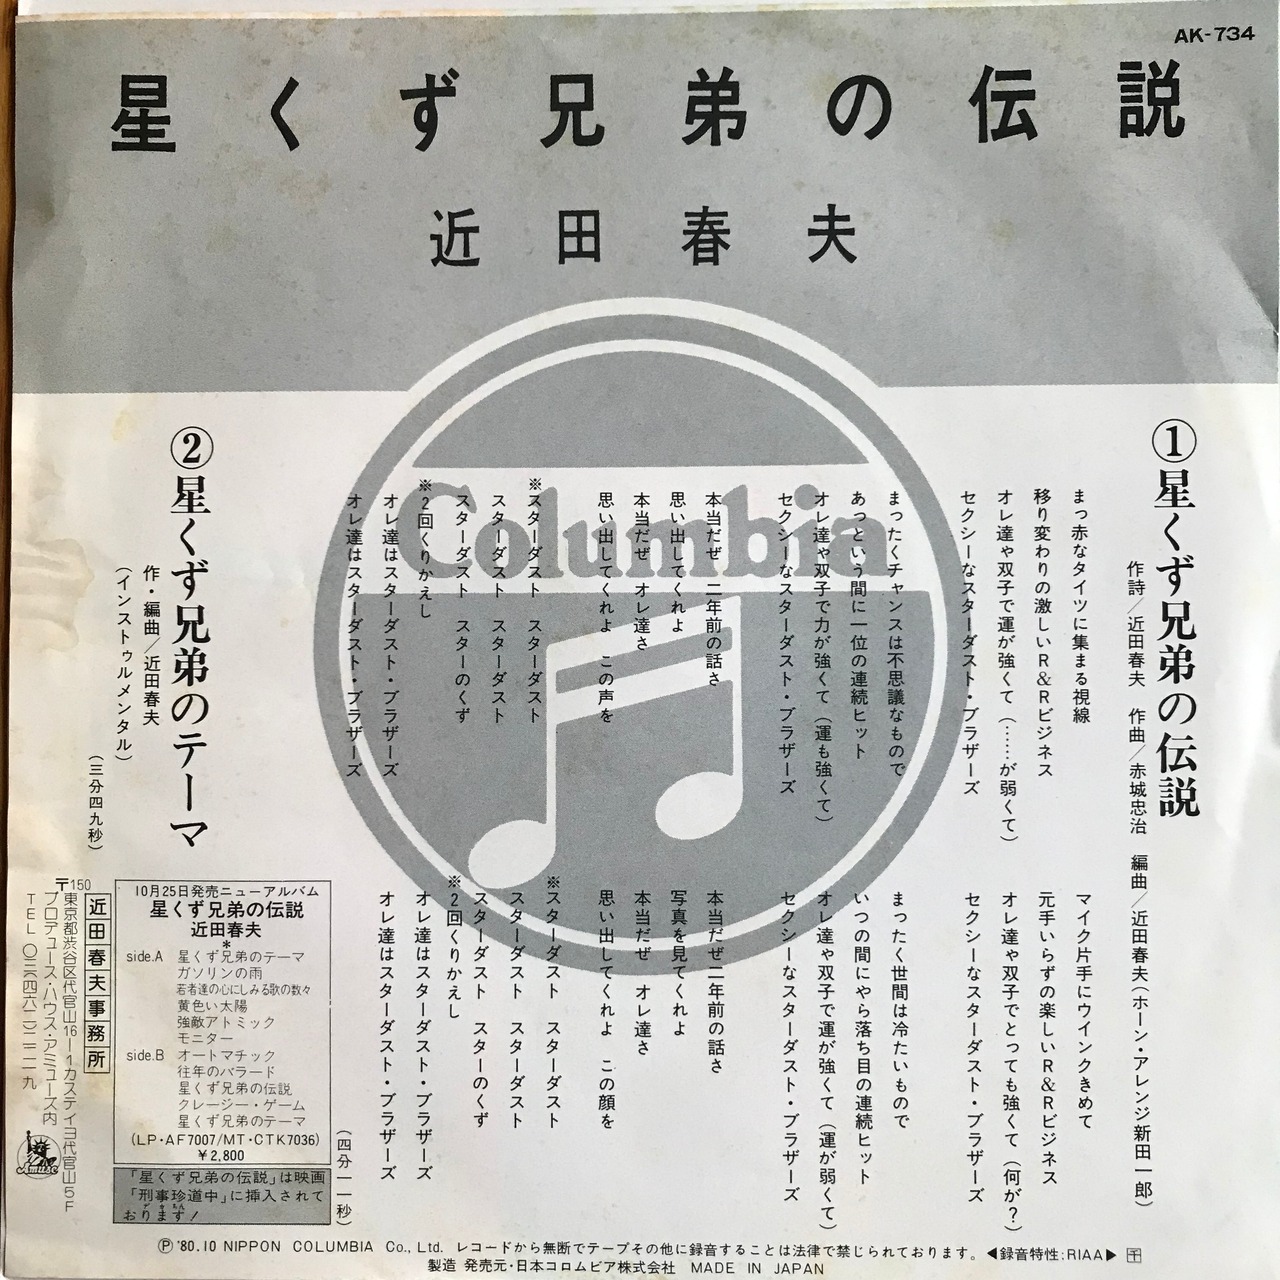 AK-734
星くず兄弟の伝説
近田春夫
Columbia
①星くず兄弟の伝説
作詩／近田春夫　作曲／赤城忠治　編曲／近田春夫（ホーン・アレンジ新田一郎）
まっ赤なタイツに集まる視線
移り変わりの激しいR&Rビジネス
オレ達ゃ双子で運が強くて（……が弱くて）
セクシーなスターダスト・ブラザーズ
まったくチャンスは不思議なもので
あっという間に一位の連続ヒット
オレ達ゃ双子で力が強くて（運も強くて）
セクシーなスターダスト・ブラザーズ
本当だぜ　二年前の話さ
思い出してくれよ
本当だぜ　オレ達さ
思い出してくれよ　この声を
※スターダスト　スターダスト
スターダスト　スターダスト
スターダスト　スターのくず
※2回くりかえし
オレ達はスターダスト・ブラザーズ
オレ達はスターダスト・ブラザーズ
マイク片手にウインクきめて
元手いらずの楽しいR&Rビジネス
オレ達ゃ双子でとっても強くて（何が？）
セクシーなスターダスト・ブラザーズ
まったく世間は冷たいもので
いつの間にやら落ち目の連続ヒット
オレ達ゃ双子で運が強くて（運が弱くて）
セクシーなスターダスト・ブラザーズ
本当だぜ二年前の話さ
写真を見てくれよ
本当だぜ　オレ達さ
思い出してくれよ　この顔を
※スターダスト　スターダスト
スターダスト　スターダスト
スターダスト　スターのくず
※2回くりかえし
オレ達はスターダスト・ブラザーズ
オレ達はスターダスト・ブラザーズ
（四分一一秒）
②星くず兄弟のテーマ
作・編曲／近田春夫
（インストゥルメンタル）
（三分四九秒）
10月25日発売ニューアルバム
星くず兄弟の伝説
近田春夫
*
side.A 星くず兄弟のテーマ
ガソリンの雨
若者達の心にしみる歌の数々
黄色い太陽
強敵アトミック
モニター
side.B オートマチック
往年のバラード
星くず兄弟の伝説
クレージー・ゲーム
星くず兄弟のテーマ
(LP・AF7007/MT・CTK7036)
￥2,800
「星くず兄弟の伝説」は映画
「刑事珍道中」に挿入されて
おります！
近田春夫事務所
〒150
東京都渋谷区代官山16ー1カスティヨ代官山5F
プロデュース・ハウス・アミューズ内
TEL〇三(四六二)二一一九
Amuse
Ⓟ'80.10 NIPPON COLUMBIA Co., Ltd. レコードから無断でテープその他に録音することは法律で禁じられております。◀録音特性:RIAA▶
製造 発売元・日本コロムビア株式会社　MADE IN JAPAN